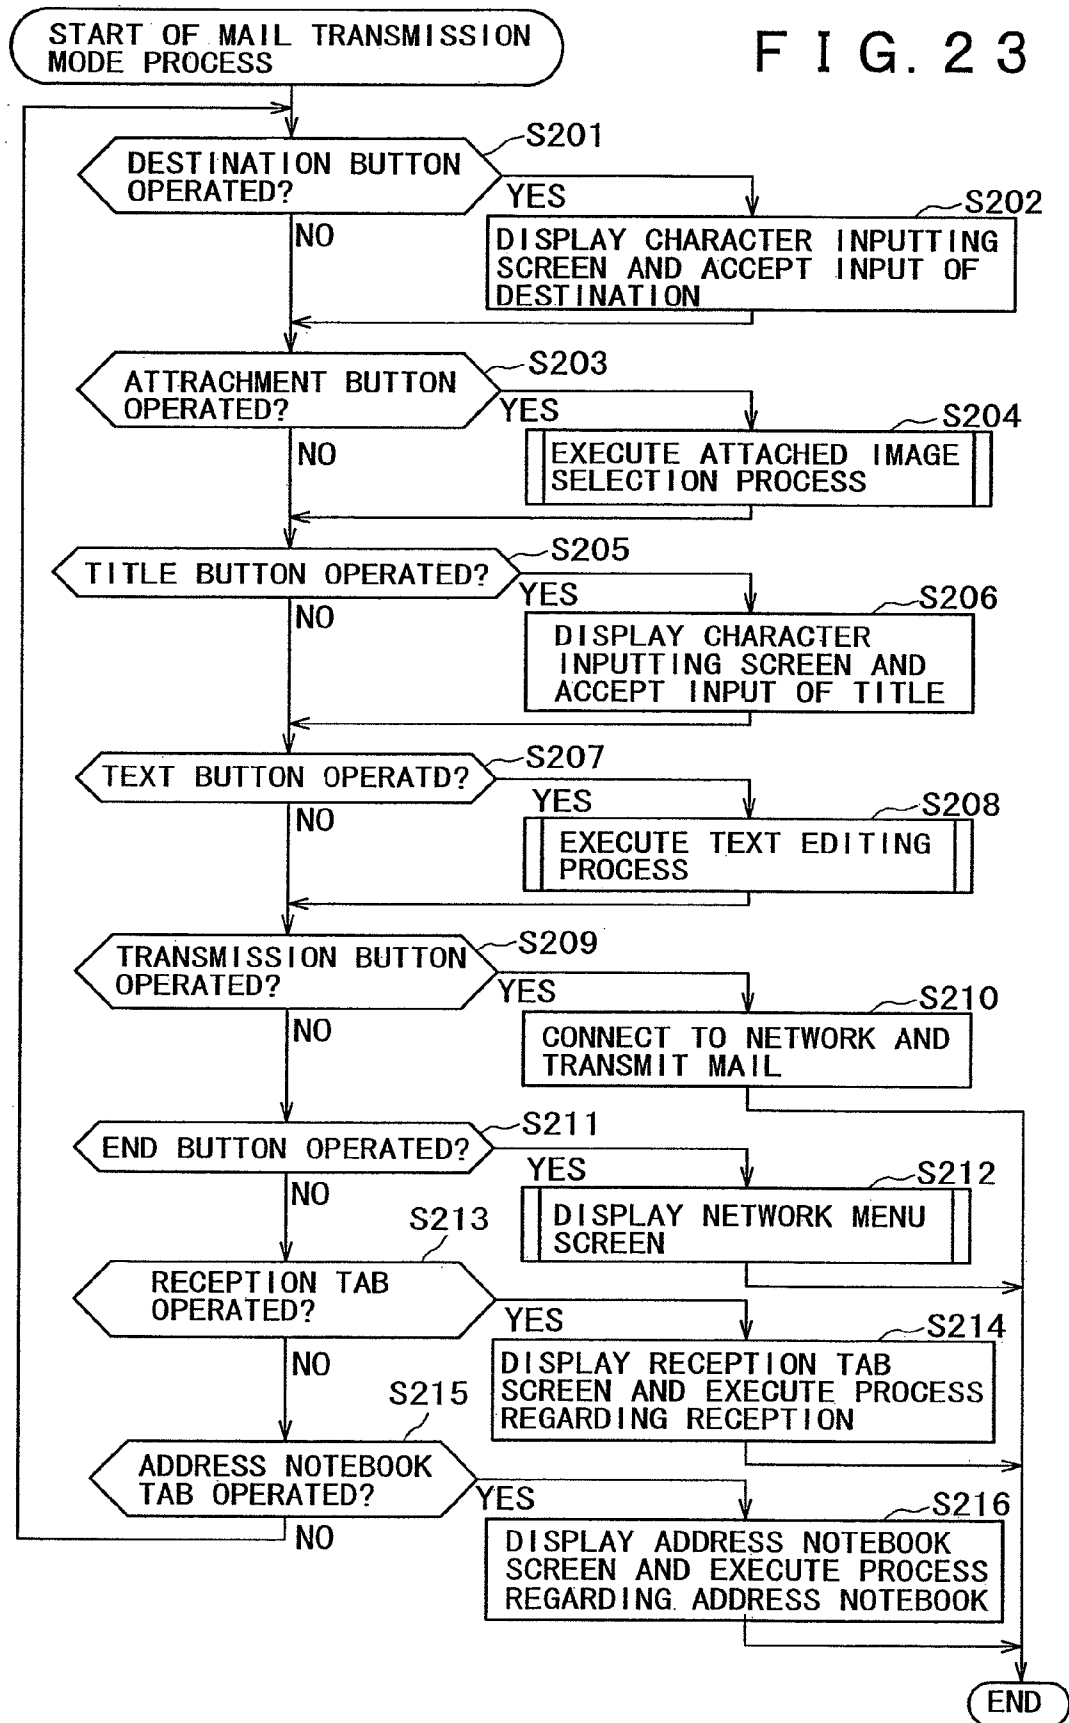 START OF MAIL TRANSMISSION
MODE PROCESS
FIG. 23
S201
DESTINATION BUTTON
OPERATED?
YES
NO
S202
DISPLAY CHARACTER INPUTTING
SCREEN AND ACCEPT INPUT OF
DESTINATION
S203
ATTRACHMENT BUTTON
OPERATED?
YES
NO
S204
EXECUTE ATTACHED IMAGE
SELECTION PROCESS
S205
TITLE BUTTON OPERATED?
YES
NO
S206
DISPLAY CHARACTER
INPUTTING SCREEN AND
ACCEPT INPUT OF TITLE
S207
TEXT BUTTON OPERATD?
YES
NO
S208
EXECUTE TEXT EDITING
PROCESS
S209
TRANSMISSION BUTTON
OPERATED?
YES
NO
S210
CONNECT TO NETWORK AND
TRANSMIT MAIL
S211
END BUTTON OPERATED?
YES
NO
S212
DISPLAY NETWORK MENU
SCREEN
S213
RECEPTION TAB
OPERATED?
YES
NO
S214
DISPLAY RECEPTION TAB
SCREEN AND EXECUTE PROCESS
REGARDING RECEPTION
S215
ADDRESS NOTEBOOK
TAB OPERATED?
YES
NO
S216
DISPLAY ADDRESS NOTEBOOK
SCREEN AND EXECUTE PROCESS
REGARDING ADDRESS NOTEBOOK
END